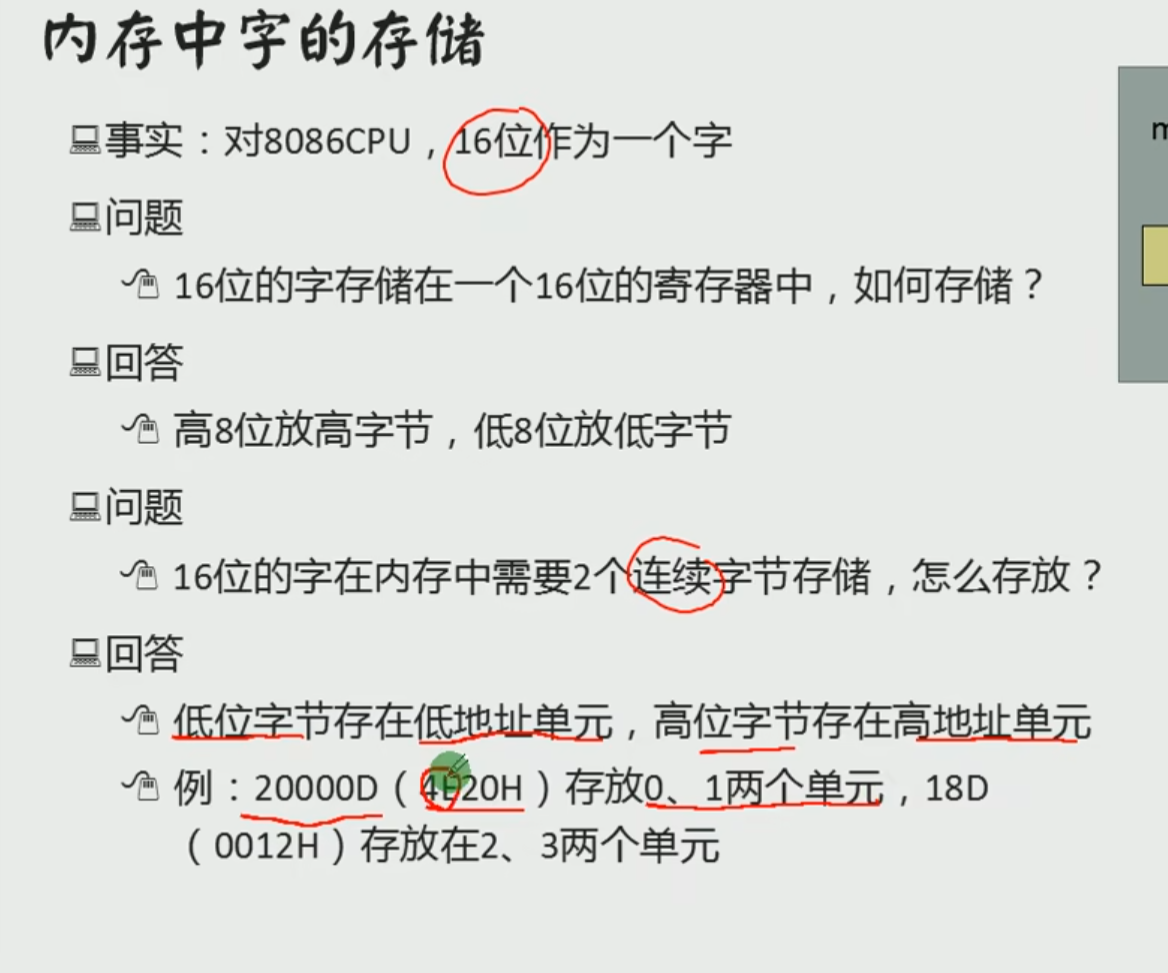 内存中字的存储
事实：对8086CPU，16位作为一个字
问题
16位的字存储在一个16位的寄存器中，如何存储？
回答
高8位放高字节，低8位放低字节
问题
16位的字在内存中需要2个连续字节存储，怎么存放？
回答
低位字节存在低地址单元，高位字节存在高地址单元
例：20000D（4E20H）存放0、1两个单元，18D
（0012H）存放在2、3两个单元